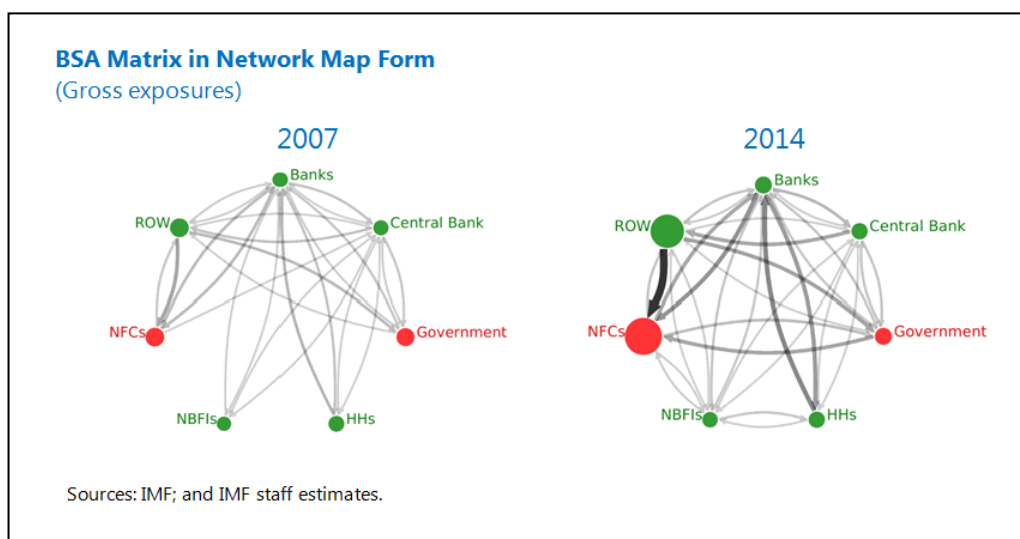 BSA Matrix in Network Map Form
(Gross exposures)
2007
Banks
ROW
Central Bank
NFCs
Government
NBFIs
HHs
2014
Banks
ROW
Central Bank
NFCs
Government
NBFIs
HHs
Sources: IMF; and IMF staff estimates.